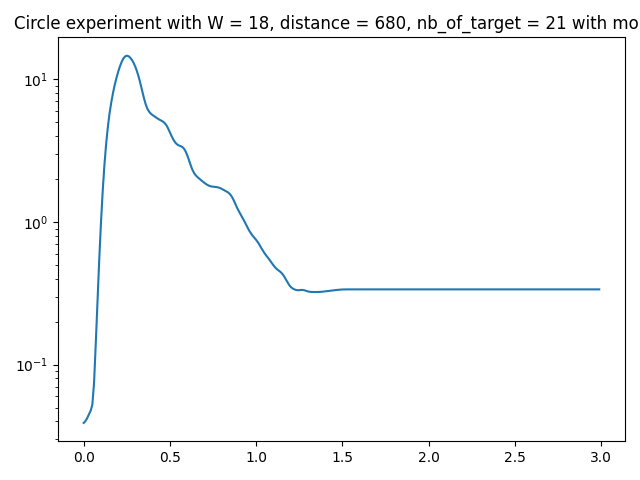 Circle experiment with W = 18, distance = 680, nb_of_target = 21 with mo
10¹
10⁰
10⁻¹
0.0 0.5 1.0 1.5 2.0 2.5 3.0